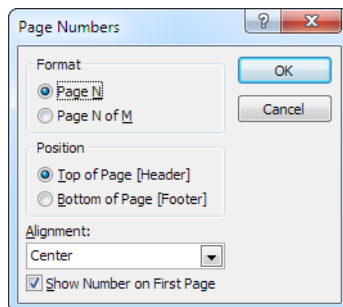 Page Numbers
Format
Page N
Page N of M
OK
Cancel
Position
Top of Page [Header]
Bottom of Page [Footer]
Alignment:
Center
Show Number on First Page